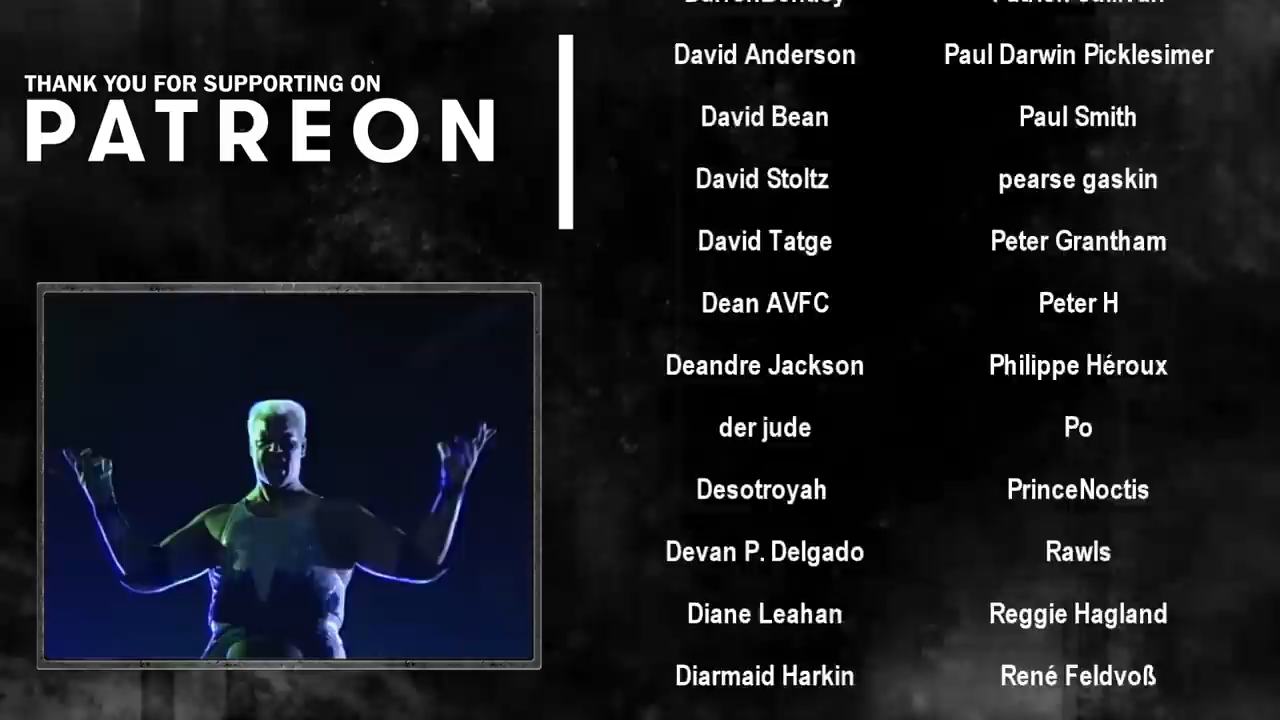 THANK YOU FOR SUPPORTING ON
PATREON
David Anderson
David Bean
David Stoltz
David Tatge
Dean AVFC
Deandre Jackson
der jude
Desotroyah
Devan P. Delgado
Diane Leahan
Diarmaid Harkin
Paul Darwin Picklesimer
Paul Smith
pearse gaskin
Peter Grantham
Peter H
Philippe Héroux
Po
PrinceNoctis
Rawls
Reggie Hagland
René Feldvoß